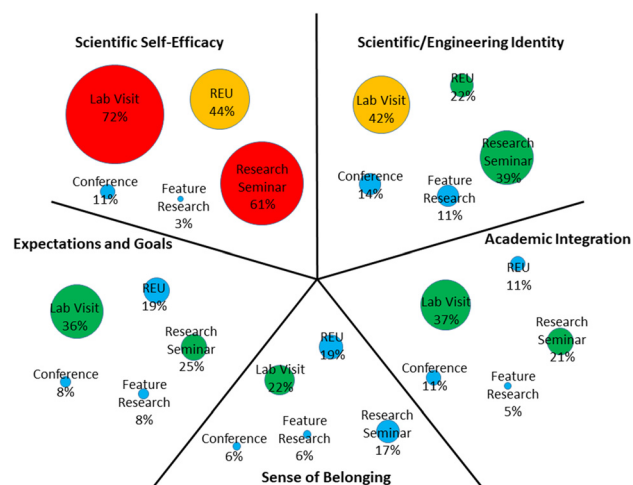 Scientific Self-Efficacy
Lab Visit
72%
REU
44%
Research
Seminar
61%
Conference
11%
Feature
Research
3%
Scientific/Engineering Identity
Lab Visit
42%
REU
22%
Research
Seminar
39%
Conference
14%
Feature
Research
11%
Expectations and Goals
Lab Visit
36%
REU
19%
Research
Seminar
25%
Conference
8%
Feature
Research
8%
Academic Integration
REU
11%
Lab Visit
37%
Research
Seminar
21%
Conference
11%
Feature
Research
5%
REU
19%
Lab Visit
22%
Feature
Research
6%
Research
Seminar
17%
Conference
6%
Sense of Belonging